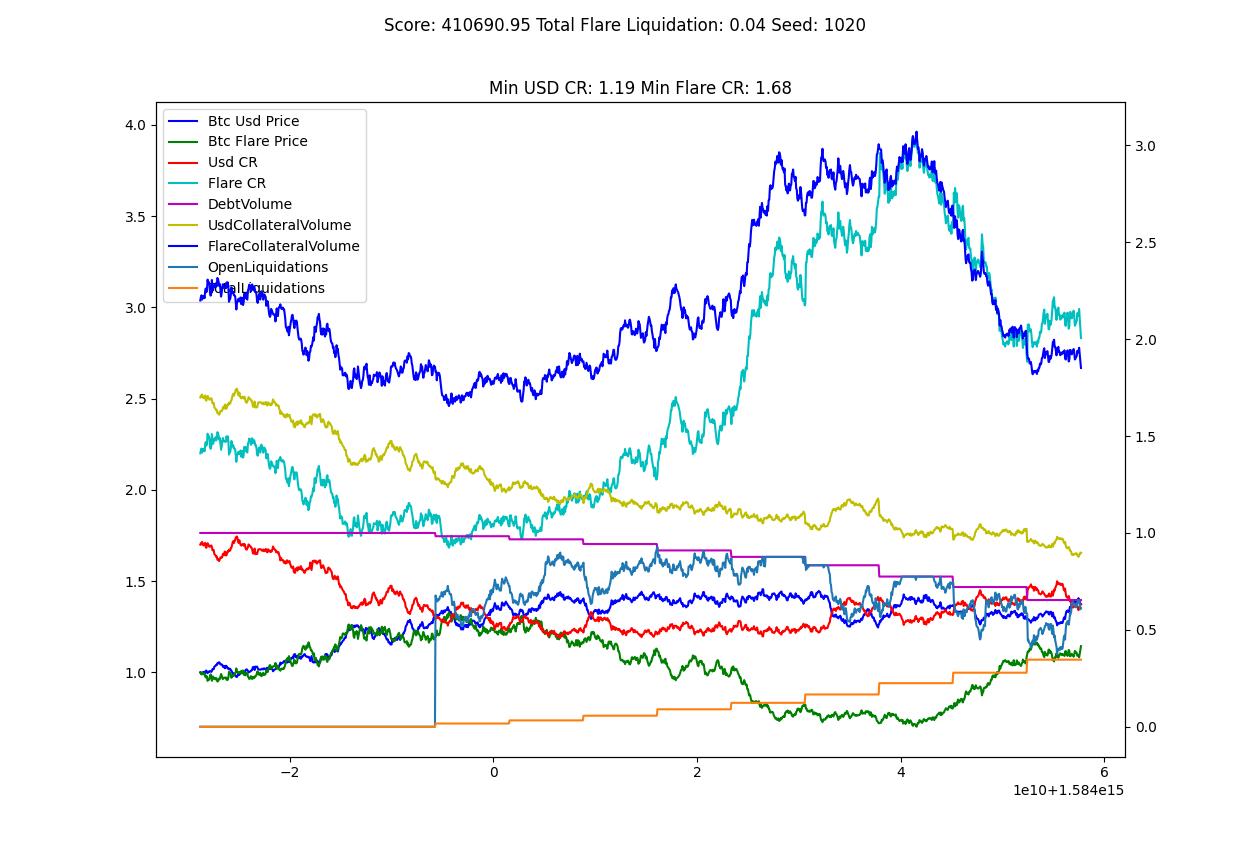 Score: 410690.95 Total Flare Liquidation: 0.04 Seed: 1020
Min USD CR: 1.19 Min Flare CR: 1.68
Btc Usd Price
Btc Flare Price
Usd CR
Flare CR
DebtVolume
UsdCollateralVolume
FlareCollateralVolume
OpenLiquidations
TotalLiquidations
4.0
3.5
3.0
2.5
2.0
1.5
1.0
3.0
2.5
2.0
1.5
1.0
0.5
0.0
−2 0 2 4 6
1e10+1.584e15